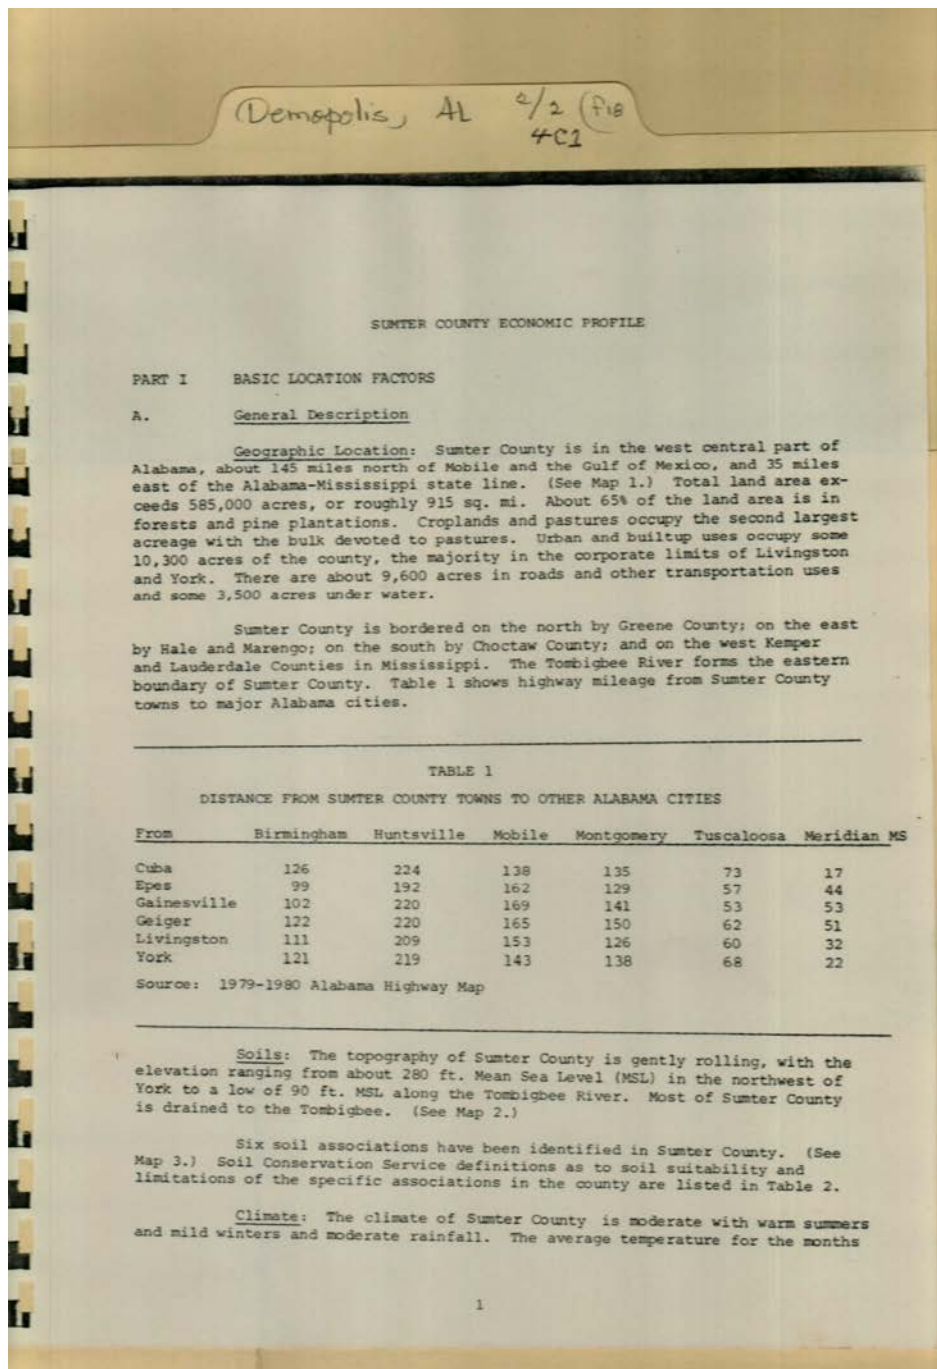 Demopolis, AL 2/2 (fie
4C1
SUMTER COUNTY ECONOMIC PROFILE
PART I BASIC LOCATION FACTORS
A. General Description
Geographic Location: Sumter County is in the west central part of
Alabama, about 145 miles north of Mobile and the Gulf of Mexico, and 35 miles
east of the Alabama-Mississippi state line. (See Map 1.) Total land area ex-
ceeds 585,000 acres, or roughly 915 sq. mi. About 65% of the land area is in
forests and pine plantations. Croplands and pastures occupy the second largest
acreage with the bulk devoted to pastures. Urban and builtup uses occupy some
10,300 acres of the county, the majority in the corporate limits of Livingston
and York. There are about 9,600 acres in roads and other transportation uses
and some 3,500 acres under water.
Sumter County is bordered on the north by Greene County; on the east
by Hale and Marengo; on the south by Choctaw County; and on the west Kemper
and Lauderdale Counties in Mississippi. The Tombigbee River forms the eastern
boundary of Sumter County. Table 1 shows highway mileage from Sumter County
towns to major Alabama cities.
TABLE 1
DISTANCE FROM SUMTER COUNTY TOWNS TO OTHER ALABAMA CITIES
From Birmingham Huntsville Mobile Montgomery Tuscaloosa Meridian MS
Cuba 126 224 138 135 73 17
Epes 99 192 162 129 57 44
Gainesville 102 220 169 141 53 53
Geiger 122 220 165 150 62 51
Livingston 111 209 153 126 60 32
York 121 219 143 138 68 22
Source: 1979-1980 Alabama Highway Map
Soils: The topography of Sumter County is gently rolling, with the
elevation ranging from about 280 ft. Mean Sea Level (MSL) in the northwest of
York to a low of 90 ft. MSL along the Tombigbee River. Most of Sumter County
is drained to the Tombigbee. (See Map 2.)
Six soil associations have been identified in Sumter County. (See
Map 3.) Soil Conservation Service definitions as to soil suitability and
limitations of the specific associations in the county are listed in Table 2.
Climate: The climate of Sumter County is moderate with warm summers
and mild winters and moderate rainfall. The average temperature for the months
1